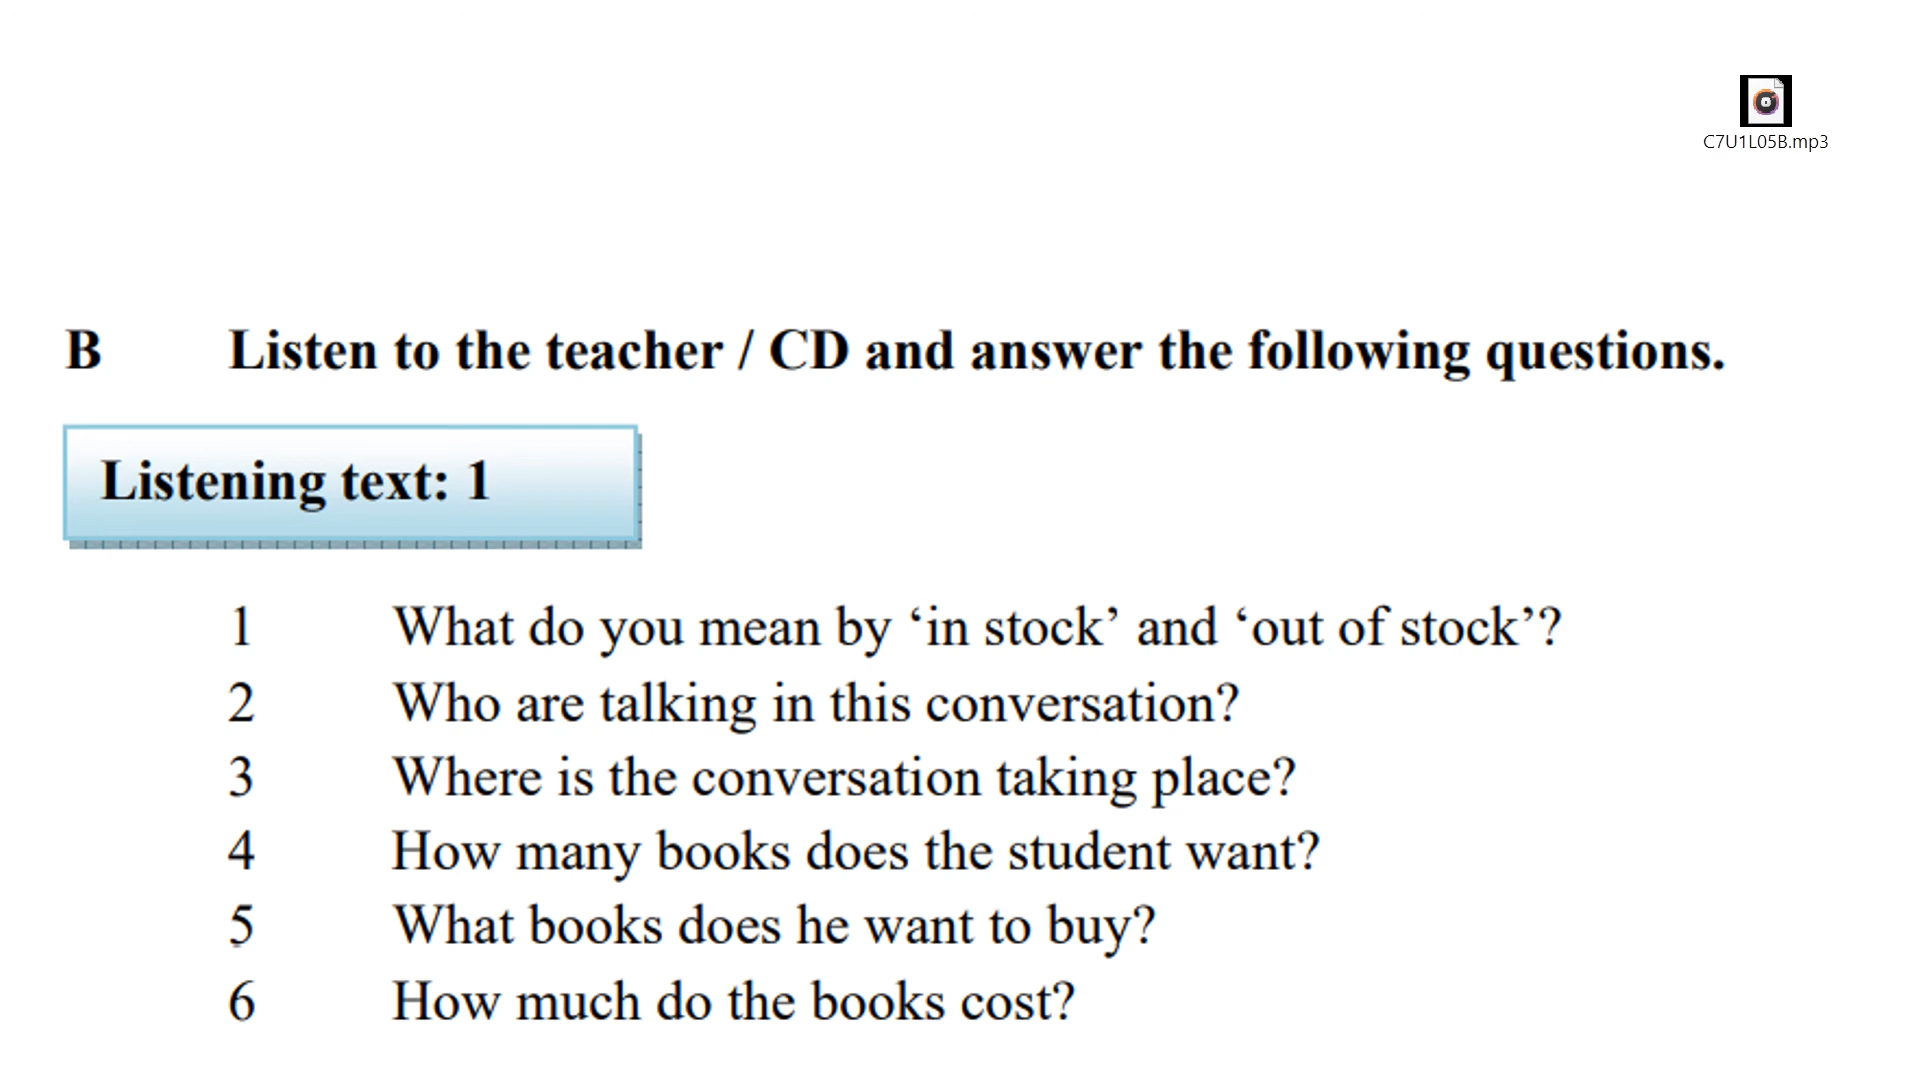 C7U1L05B.mp3
B Listen to the teacher / CD and answer the following questions.
Listening text: 1
1 What do you mean by ‘in stock’ and ‘out of stock’?
2 Who are talking in this conversation?
3 Where is the conversation taking place?
4 How many books does the student want?
5 What books does he want to buy?
6 How much do the books cost?